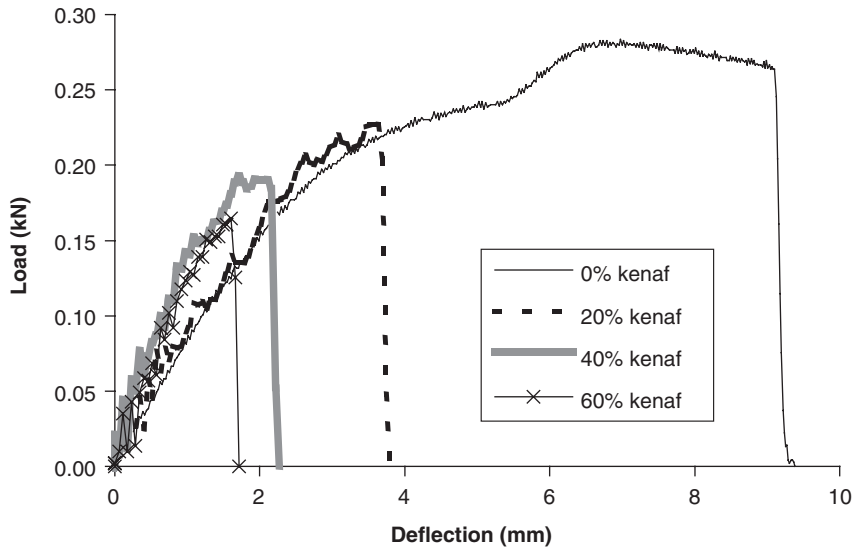 0.30
0.25
0.20
0.15
0.10
0.05
0.00
Load (kN)
0% kenaf
20% kenaf
40% kenaf
60% kenaf
0 2 4 6 8 10
Deflection (mm)